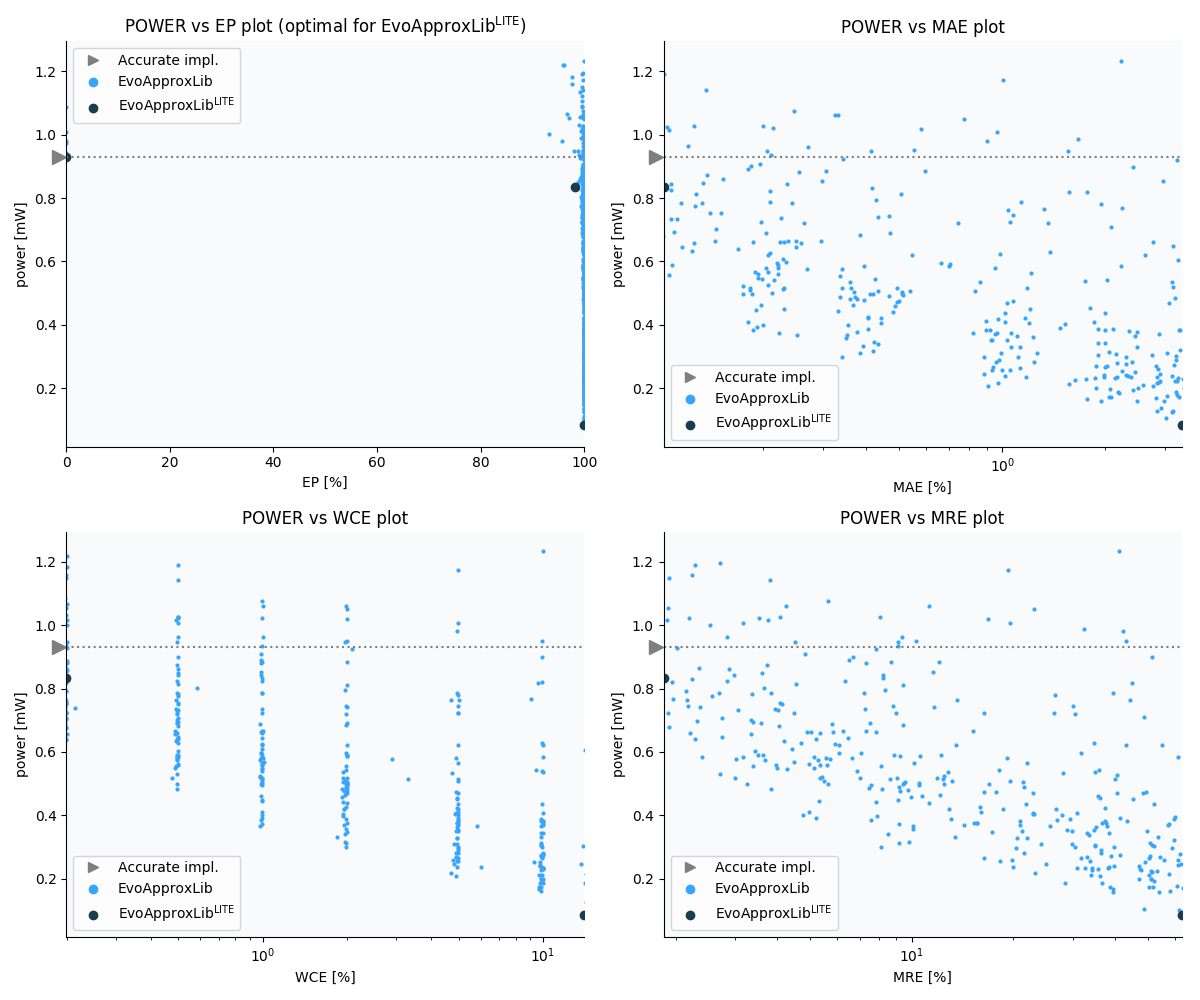 POWER vs EP plot (optimal for EvoApproxLib^LITE)
Accurate impl.
EvoApproxLib
EvoApproxLib^LITE
power [mW]
1.2
1.0
0.8
0.6
0.4
0.2
0 20 40 60 80 100
EP [%]
POWER vs MAE plot
power [mW]
1.2
1.0
0.8
0.6
0.4
0.2
Accurate impl.
EvoApproxLib
EvoApproxLib^LITE
10^0
MAE [%]
POWER vs WCE plot
power [mW]
1.2
1.0
0.8
0.6
0.4
0.2
Accurate impl.
EvoApproxLib
EvoApproxLib^LITE
10^0 10^1
WCE [%]
POWER vs MRE plot
power [mW]
1.2
1.0
0.8
0.6
0.4
0.2
Accurate impl.
EvoApproxLib
EvoApproxLib^LITE
10^1
MRE [%]